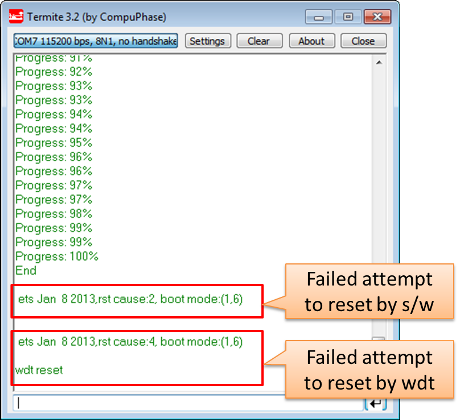 Termite 3.2 (by CompuPhase)
COM7 115200 bps, 8N1, no handshake
Settings
Clear
About
Close
Progress: 91%
Progress: 92%
Progress: 93%
Progress: 93%
Progress: 94%
Progress: 94%
Progress: 95%
Progress: 96%
Progress: 96%
Progress: 97%
Progress: 97%
Progress: 98%
Progress: 99%
Progress: 99%
Progress: 100%
End
ets Jan  8 2013,rst cause:2, boot mode:(1,6)
Failed attempt
to reset by s/w
ets Jan  8 2013,rst cause:4, boot mode:(1,6)
wdt reset
Failed attempt
to reset by wdt